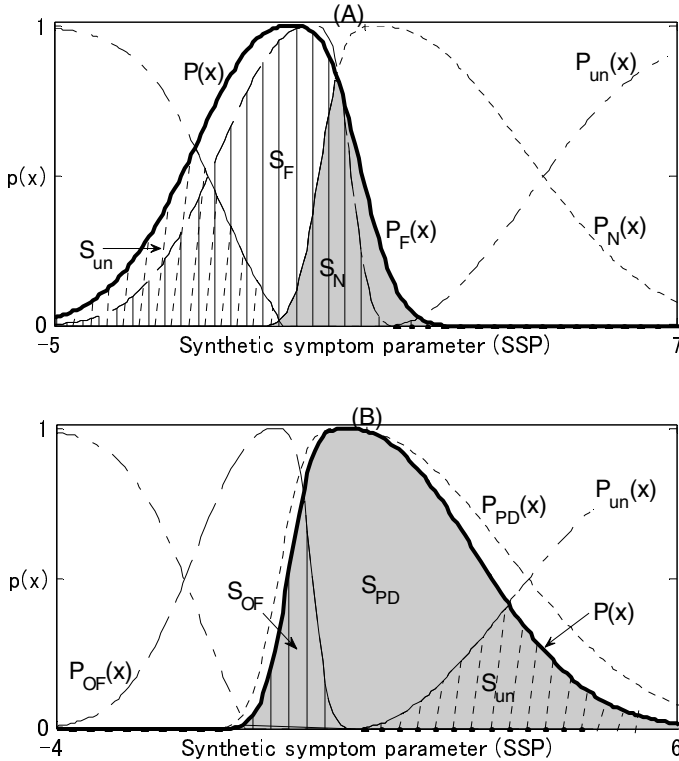 (A)
1
P(x)
P_un(x)
S_F
p(x)
S_un
S_N
P_F(x)
P_N(x)
0
-5
Synthetic symptom parameter (SSP)
7
(B)
1
P_PD(x)
P_un(x)
p(x)
S_OF
S_PD
P(x)
P_OF(x)
S_un
0
-4
Synthetic symptom parameter (SSP)
6